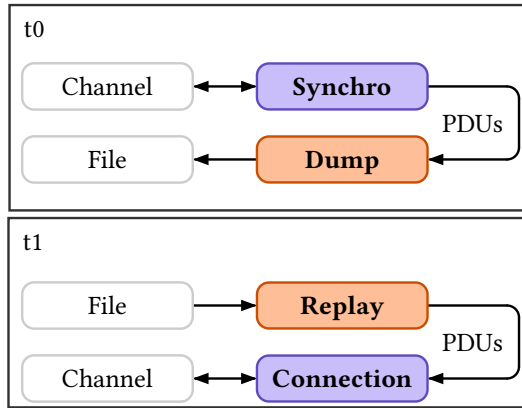 t0
Channel
Synchro
PDUs
File
Dump
t1
File
Replay
PDUs
Channel
Connection